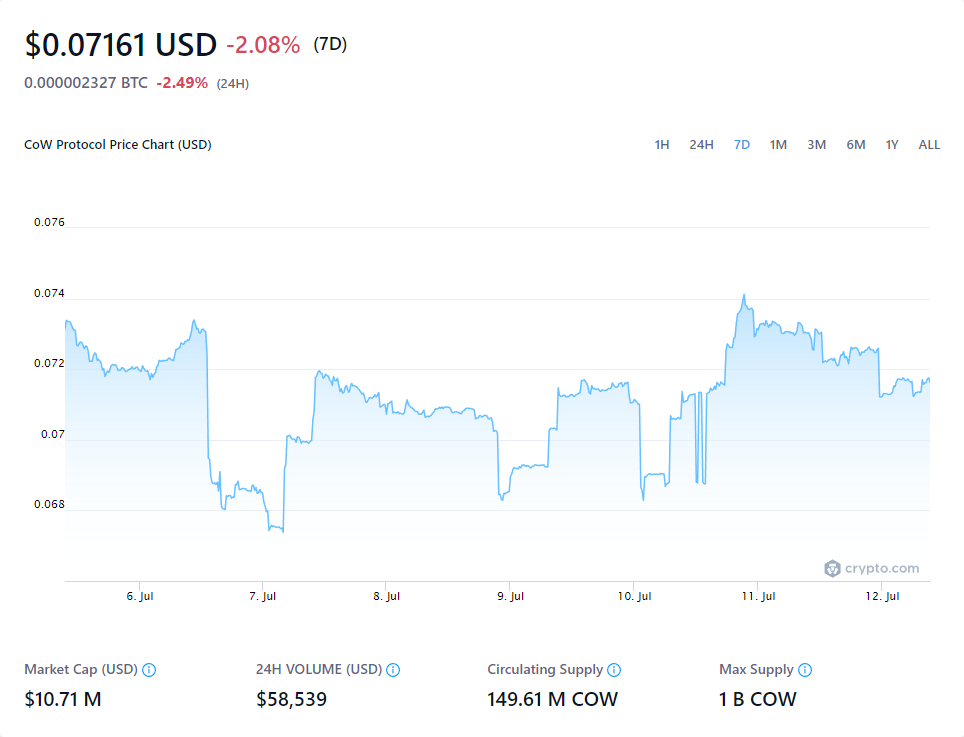 $0.07161 USD -2.08% (7D)
0.000002327 BTC -2.49% (24H)
CoW Protocol Price Chart (USD)
1H 24H 7D 1M 3M 6M 1Y ALL
0.076
0.074
0.072
0.07
0.068
crypto.com
6. Jul 7. Jul 8. Jul 9. Jul 10. Jul 11. Jul 12. Jul
Market Cap (USD) 24H VOLUME (USD) Circulating Supply Max Supply
$10.71 M $58,539 149.61 M COW 1 B COW